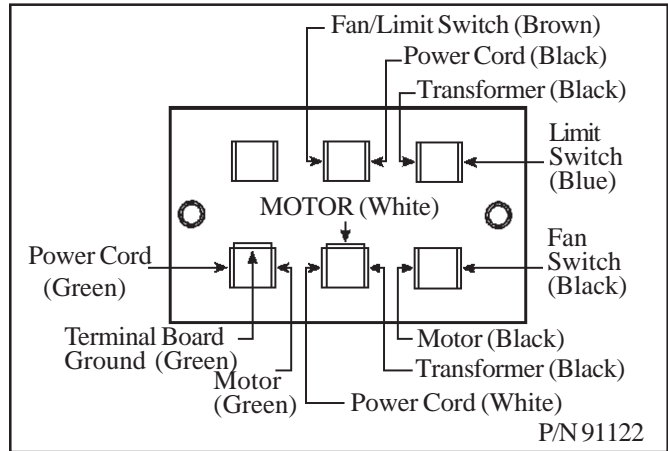 Fan/Limit Switch (Brown)
Power Cord (Black)
Transformer (Black)
Limit
Switch
(Blue)
MOTOR (White)
Power Cord
(Green)
Fan
Switch
(Black)
Terminal Board
Ground (Green)
Motor
(Green)
Motor (Black)
Transformer (Black)
Power Cord (White)
P/N 91122